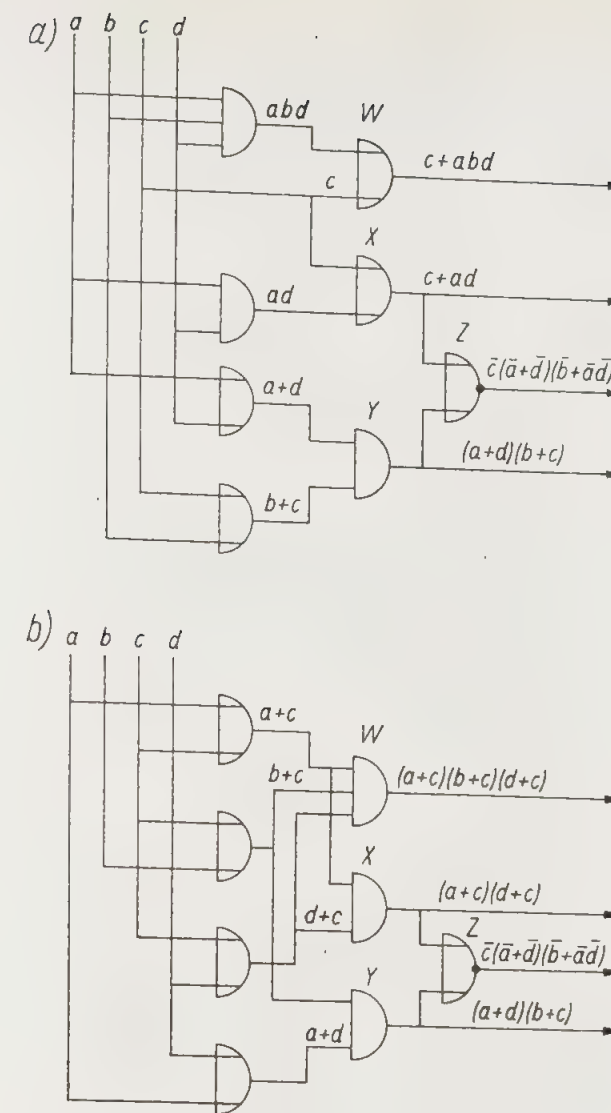 a) a b c d
abd W
c+abd
c
X
c+ad
ad
Z
c̄(ā+d̄)(b̄+ād̄)
a+d Y
(a+d)(b+c)
b+c
b) a b c d
a+c
W
b+c (a+c)(b+c)(d+c)
X
(a+c)(d+c)
d+c
Z
c̄(ā+d̄)(b̄+ād̄)
Y
(a+d)(b+c)
a+d